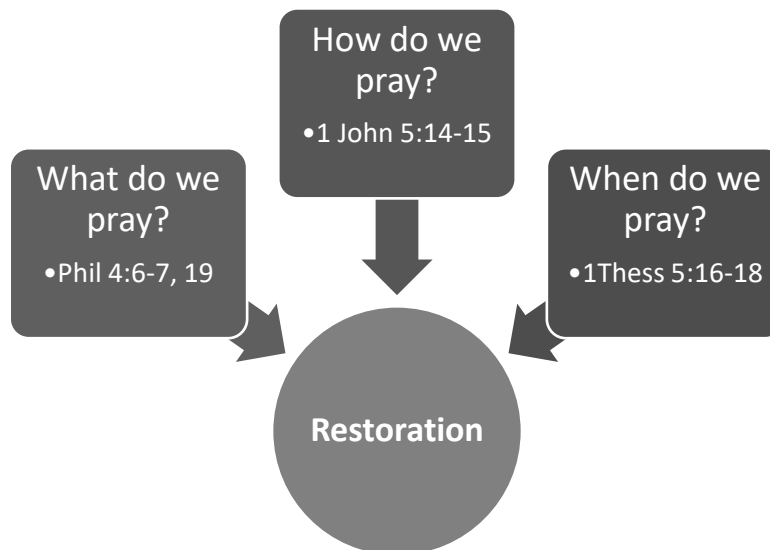 What do we
pray?
•Phil 4:6-7, 19
How do we
pray?
•1 John 5:14-15
When do we
pray?
•1Thess 5:16-18
Restoration